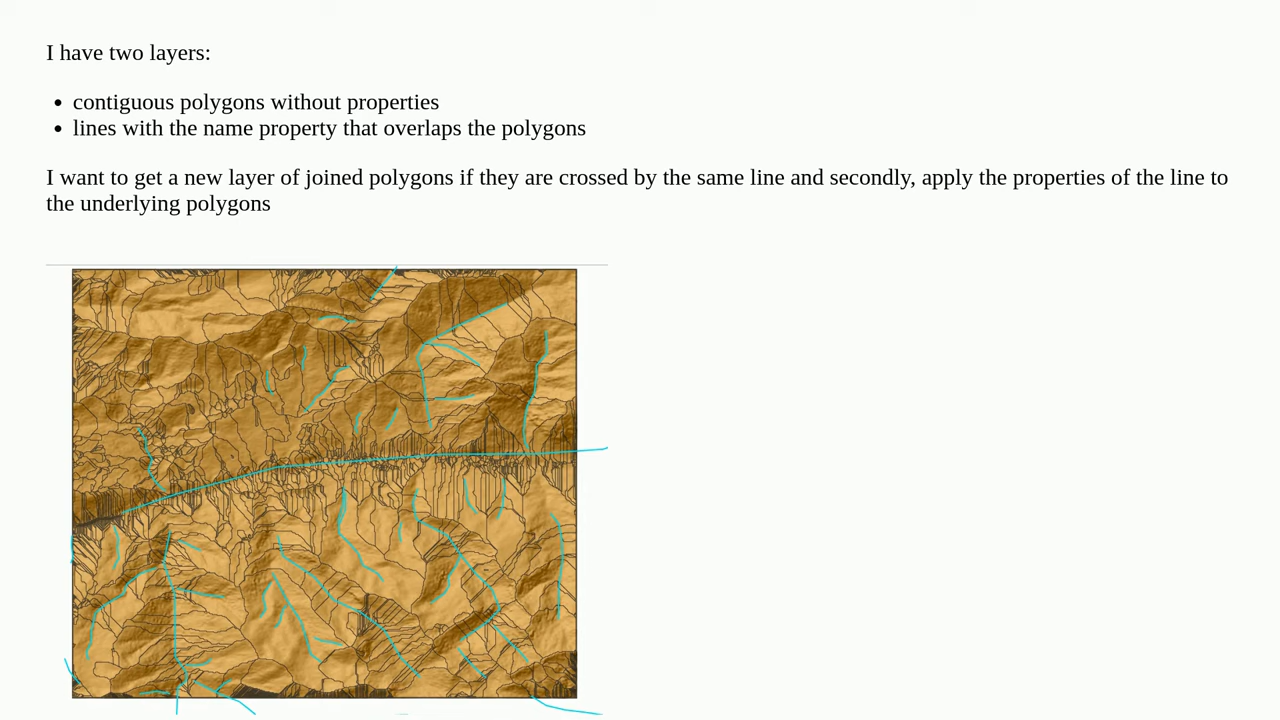 I have two layers:
contiguous polygons without properties
lines with the name property that overlaps the polygons
I want to get a new layer of joined polygons if they are crossed by the same line and secondly, apply the properties of the line to
the underlying polygons